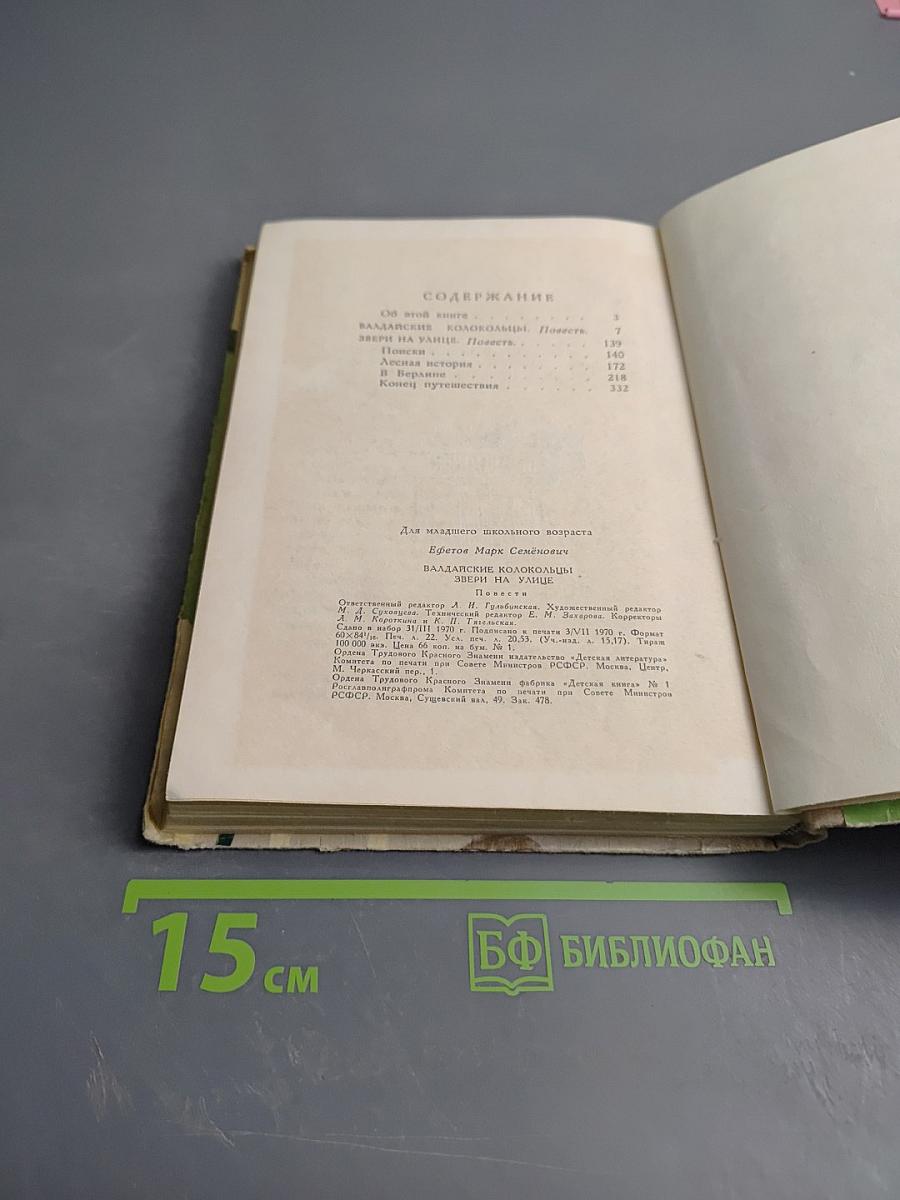 СОДЕРЖАНИЕ
Об этой книге . . . . . . . . 3
ВАЛДАЙСКИЕ КОЛОКОЛЬЦЫ. Повесть. 7
ЗВЕРИ НА УЛИЦЕ. Повесть. . . . . . 139
Поиски . . . . . . . . . . . 140
Лесная история . . . . . . . . 172
В Берлине . . . . . . . . . . 218
Конец путешествия . . . . . . 332
Для младшего школьного возраста
Ефетов Марк Семёнович
ВАЛДАЙСКИЕ КОЛОКОЛЬЦЫ
ЗВЕРИ НА УЛИЦЕ
Повести
Ответственный редактор Л. И. Гульбинская. Художественный редактор
М. Д. Суховцева. Технический редактор Е. М. Захарова. Корректоры
Л. М. Короткина и К. П. Тягельская.
Сдано в набор 31/III 1970 г. Подписано к печати 3/VII 1970 г. Формат
60×84¹/₁₆. Печ. л. 22. Усл. печ. л. 20,53. (Уч.-изд. л. 15,17). Тираж
100 000 экз. Цена 66 коп. на бум. № 1.
Ордена Трудового Красного Знамени издательство «Детская литература»
Комитета по печати при Совете Министров РСФСР. Москва, Центр,
М. Черкасский пер., 1.
Ордена Трудового Красного Знамени фабрика «Детская книга» № 1
Росглавполиграфпрома Комитета по печати при Совете Министров
РСФСР. Москва, Сущевский вал, 49. Зак. 478.
15 см
БФ БИБЛИОФАН